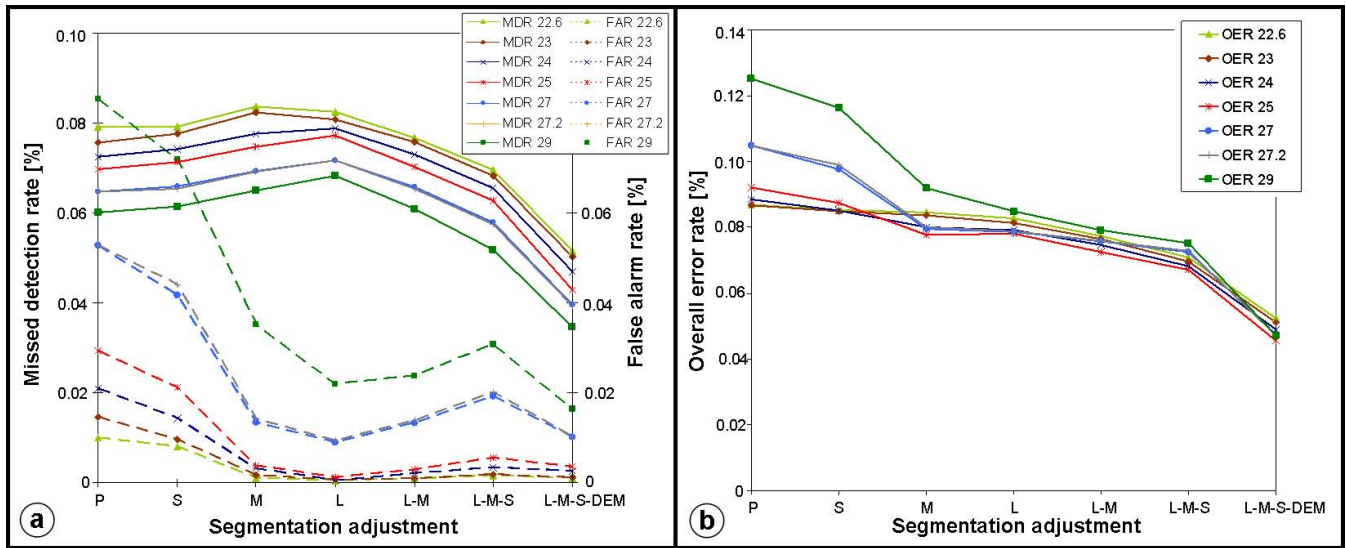 0.10
0.08
0.06
0.04
0.02
0
Missed detection rate [%]
MDR 22.6
MDR 23
MDR 24
MDR 25
MDR 27
MDR 27.2
MDR 29
FAR 22.6
FAR 23
FAR 24
FAR 25
FAR 27
FAR 27.2
FAR 29
0.06
0.04
0.02
0
False alarm rate [%]
P S M L L-M L-M-S L-M-S-DEM
Segmentation adjustment
a
0.14
0.12
0.10
0.08
0.06
0.04
0.02
0
Overall error rate [%]
OER 22.6
OER 23
OER 24
OER 25
OER 27
OER 27.2
OER 29
P S M L L-M L-M-S L-M-S-DEM
Segmentation adjustment
b